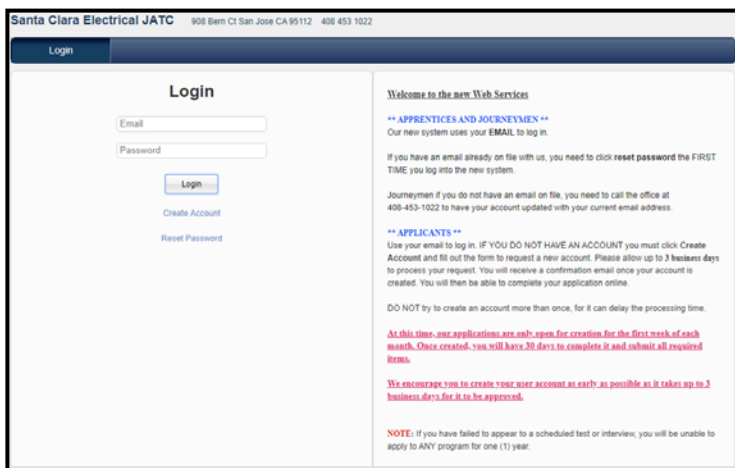 Santa Clara Electrical JATC 908 Bern Ct San Jose CA 95112 408 453 1022
Login
Login
Email
Password
Login
Create Account
Reset Password
Welcome to the new Web Services
** APPRENTICES AND JOURNEYMEN **
Our new system uses your EMAIL to log in.
If you have an email already on file with us, you need to click reset password the FIRST
TIME you log into the new system.
Journeymen if you do not have an email on file, you need to call the office at
408-453-1022 to have your account updated with your current email address.
** APPLICANTS **
Use your email to log in. IF YOU DO NOT HAVE AN ACCOUNT you must click Create
Account and fill out the form to request a new account. Please allow up to 3 business days
to process your request. You will receive a confirmation email once your account is
created. You will then be able to complete your application online.
DO NOT try to create an account more than once, for it can delay the processing time.
At this time, our applications are only open for creation for the first week of each
month. Once created, you will have 30 days to complete it and submit all required
items.
We encourage you to create your user account as early as possible as it takes up to 3
business days for it to be approved.
NOTE: If you have failed to appear to a scheduled test or interview, you will be unable to
apply to ANY program for one (1) year.